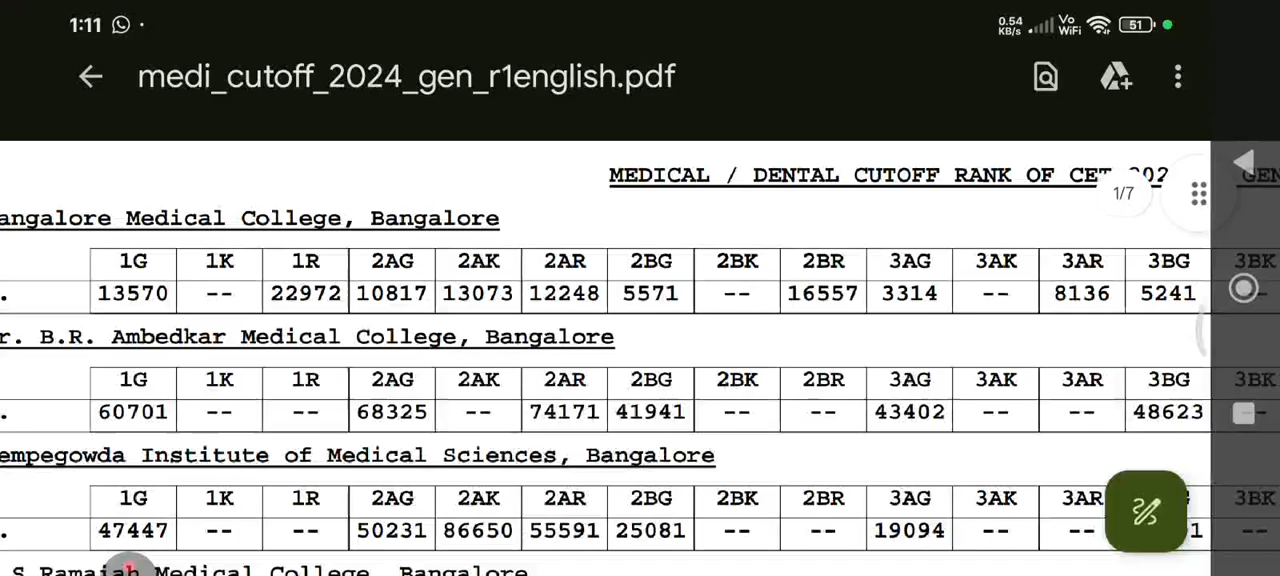 1:11
0.54 KB/s Vo WiFi 51
medi_cutoff_2024_gen_r1english.pdf
MEDICAL / DENTAL CUTOFF RANK OF CET 202 GEN
1/7
angalore Medical College, Bangalore
1G 1K 1R 2AG 2AK 2AR 2BG 2BK 2BR 3AG 3AK 3AR 3BG 3BK
. 13570 -- 22972 10817 13073 12248 5571 -- 16557 3314 -- 8136 5241
r. B.R. Ambedkar Medical College, Bangalore
1G 1K 1R 2AG 2AK 2AR 2BG 2BK 2BR 3AG 3AK 3AR 3BG 3BK
. 60701 -- -- 68325 -- 74171 41941 -- -- 43402 -- -- 48623 --
empegowda Institute of Medical Sciences, Bangalore
1G 1K 1R 2AG 2AK 2AR 2BG 2BK 2BR 3AG 3AK 3AR 3BK
. 47447 -- -- 50231 86650 55591 25081 -- -- 19094 -- -- 1 --
S Ramaiah Medical College, Bangalore